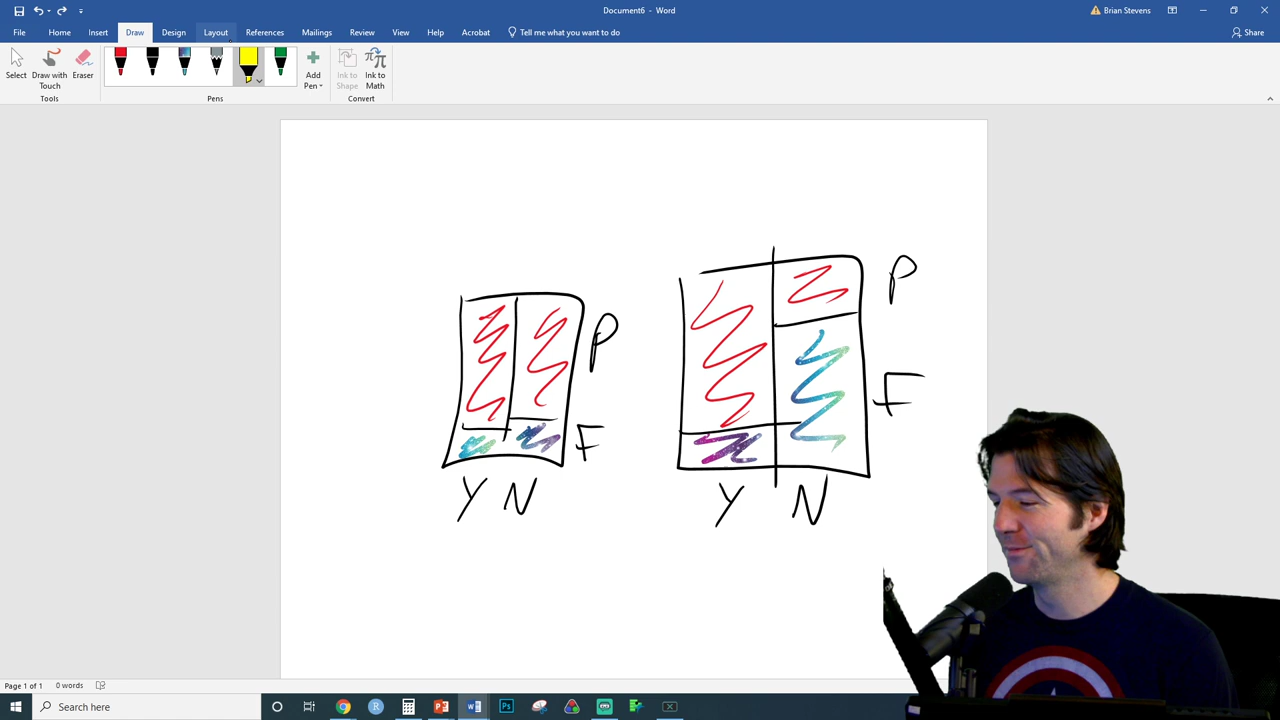 Document6 - Word
Brian Stevens
File Home Insert Draw Design Layout References Mailings Review View Help Acrobat Tell me what you want to do Share
Select
Draw with Touch
Eraser
Add Pen
Ink to Shape
Ink to Math
Tools
Pens
Convert
P
P
F
F
Y N
Y N
Page 1 of 1 0 words
Search here